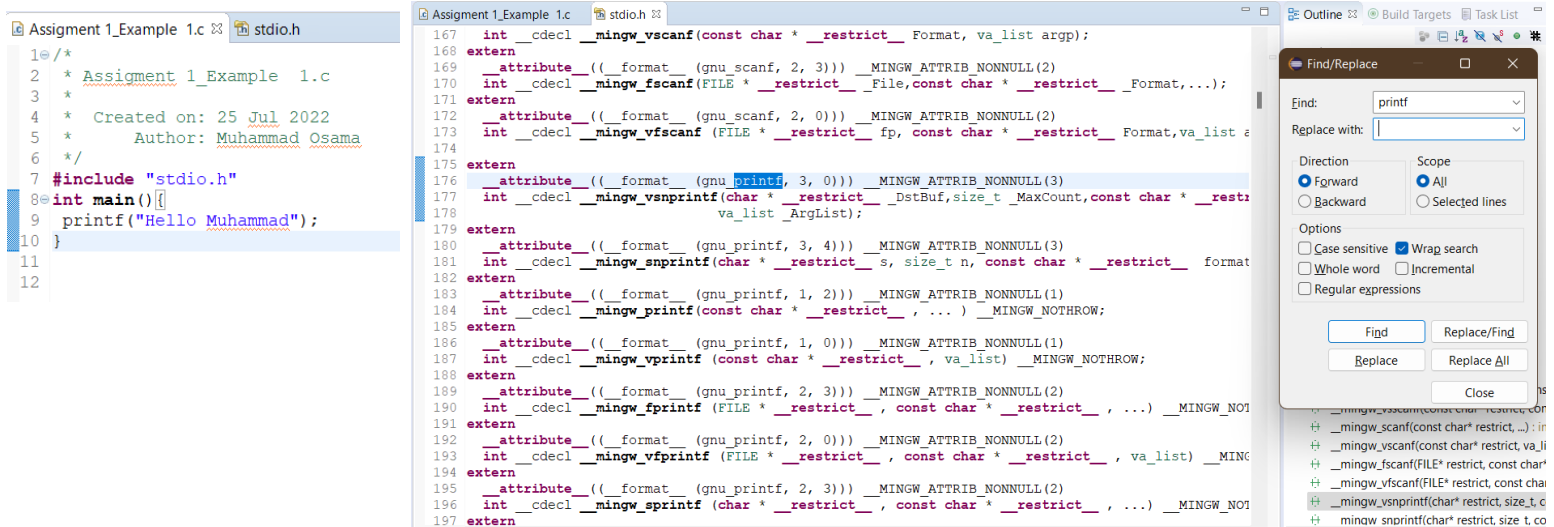 Assigment 1_Example 1.c
stdio.h
1 /*
2 * Assigment 1_Example 1.c
3 *
4 * Created on: 25 Jul 2022
5 * Author: Muhammad Osama
6 */
7 #include "stdio.h"
8 int main(){
9 printf("Hello Muhammad");
10 }
11
12
Assigment 1_Example 1.c
stdio.h
167 int __cdecl __mingw_vscanf(const char * __restrict__ Format, va_list argp);
168 extern
169 __attribute__((__format__ (gnu_scanf, 2, 3))) __MINGW_ATTRIB_NONNULL(2)
170 int __cdecl __mingw_fscanf(FILE * __restrict__ _File,const char * __restrict__ _Format,...);
171 extern
172 __attribute__((__format__ (gnu_scanf, 2, 0))) __MINGW_ATTRIB_NONNULL(2)
173 int __cdecl __mingw_vfscanf (FILE * __restrict__ fp, const char * __restrict__ Format,va_list a
174
175 extern
176 __attribute__((__format__ (gnu_printf, 3, 0))) __MINGW_ATTRIB_NONNULL(3)
177 int __cdecl __mingw_vsnprintf(char * __restrict__ _DstBuf,size_t _MaxCount,const char * __restr
178 va_list _ArgList);
179 extern
180 __attribute__((__format__ (gnu_printf, 3, 4))) __MINGW_ATTRIB_NONNULL(3)
181 int __cdecl __mingw_snprintf(char * __restrict__ s, size_t n, const char * __restrict__ format
182 extern
183 __attribute__((__format__ (gnu_printf, 1, 2))) __MINGW_ATTRIB_NONNULL(1)
184 int __cdecl __mingw_printf(const char * __restrict__ , ... ) __MINGW_NOTHROW;
185 extern
186 __attribute__((__format__ (gnu_printf, 1, 0))) __MINGW_ATTRIB_NONNULL(1)
187 int __cdecl __mingw_vprintf (const char * __restrict__ , va_list) __MINGW_NOTHROW;
188 extern
189 __attribute__((__format__ (gnu_printf, 2, 3))) __MINGW_ATTRIB_NONNULL(2)
190 int __cdecl __mingw_fprintf (FILE * __restrict__ , const char * __restrict__ , ...) __MINGW_NOT
191 extern
192 __attribute__((__format__ (gnu_printf, 2, 0))) __MINGW_ATTRIB_NONNULL(2)
193 int __cdecl __mingw_vfprintf (FILE * __restrict__ , const char * __restrict__ , va_list) __MING
194 extern
195 __attribute__((__format__ (gnu_printf, 2, 3))) __MINGW_ATTRIB_NONNULL(2)
196 int __cdecl __mingw_sprintf (char * __restrict__ , const char * __restrict__ , ...) __MINGW_NOT
197 extern
Outline
Build Targets
Task List
Find/Replace
Find: printf
Replace with:
Direction
Forward
Backward
Scope
All
Selected lines
Options
Case sensitive
Wrap search
Whole word
Incremental
Regular expressions
Find
Replace/Find
Replace
Replace All
Close
__mingw_scanf(const char* restrict, ...) : in
__mingw_vscanf(const char* restrict, va_li
__mingw_fscanf(FILE* restrict, const char*
__mingw_vfscanf(FILE* restrict, const char
__mingw_vsnprintf(char* restrict, size_t, c
__mingw_snprintf(char* restrict, size_t, co